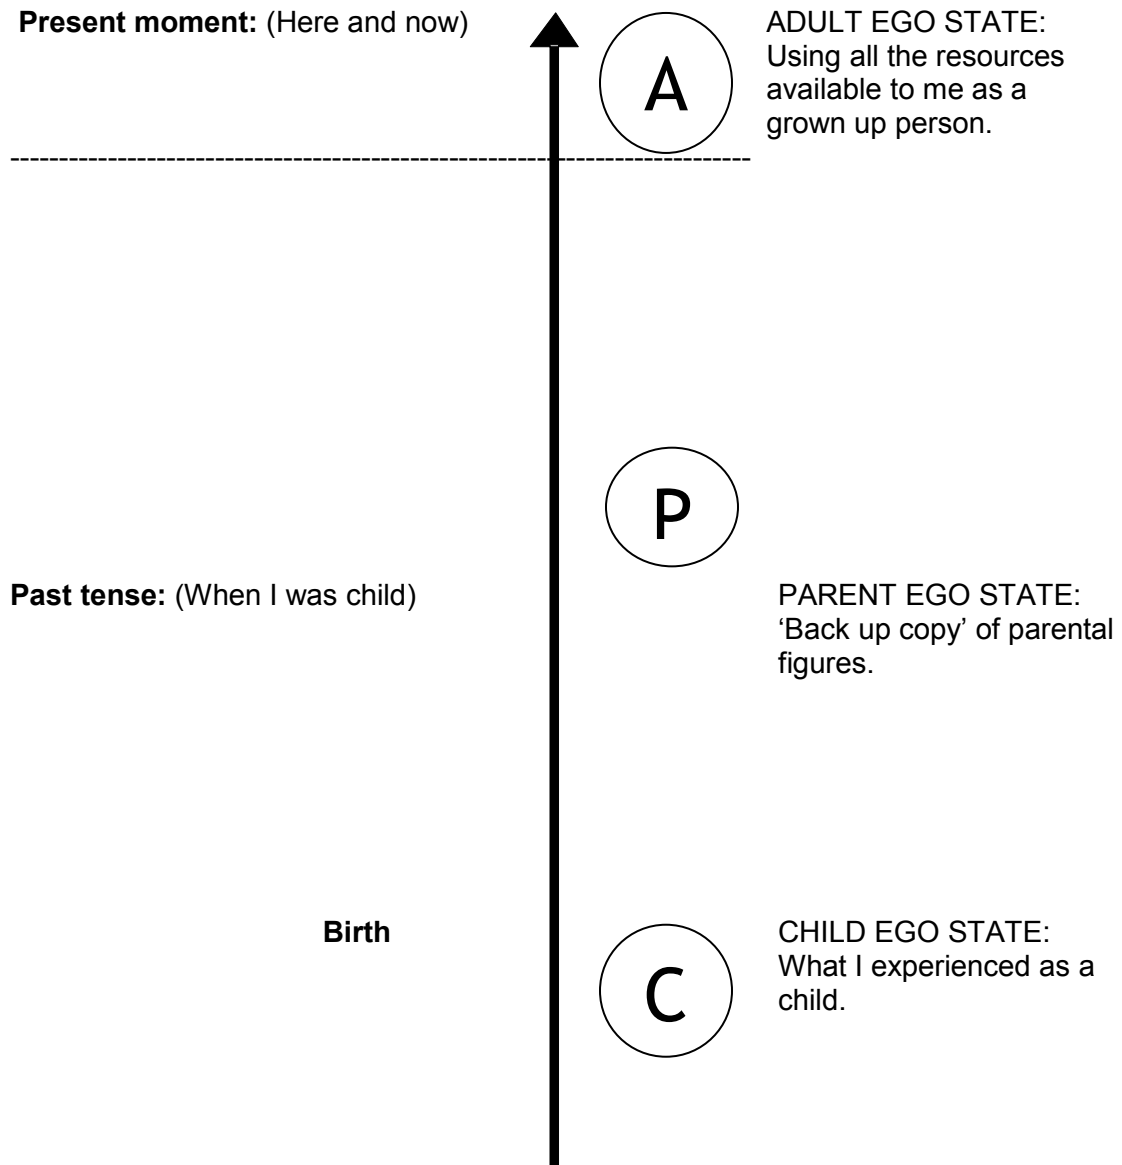 Present moment: (Here and now)
A
ADULT EGO STATE:
Using all the resources
available to me as a
grown up person.
P
Past tense: (When I was child)
PARENT EGO STATE:
‘Back up copy’ of parental
figures.
Birth
C
CHILD EGO STATE:
What I experienced as a
child.